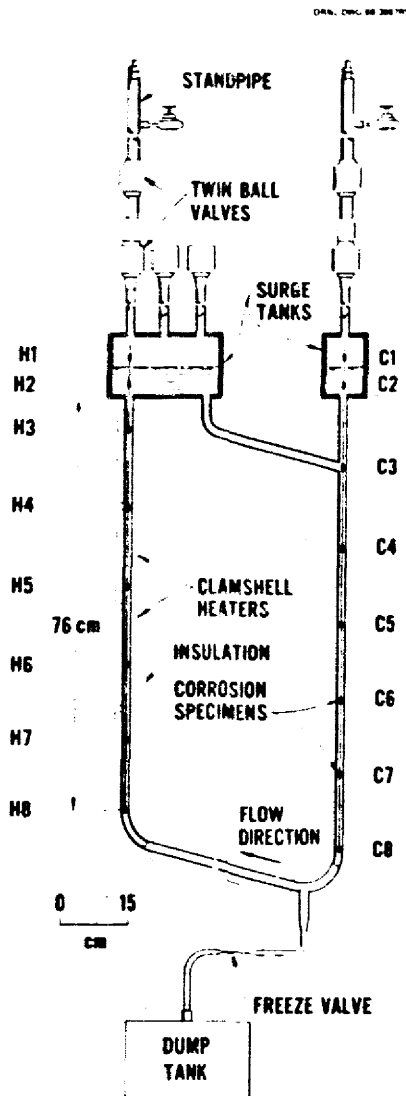 STANDPIPE
TWIN BALL
VALVES
SURGE
TANKS
H1
C1
H2
C2
H3
C3
H4
C4
H5
CLAMSHELL
HEATERS
76 cm
C5
H6
INSULATION
CORROSION
SPECIMENS
C6
H7
C7
H8
FLOW
DIRECTION
C8
0 15
cm
FREEZE VALVE
DUMP
TANK